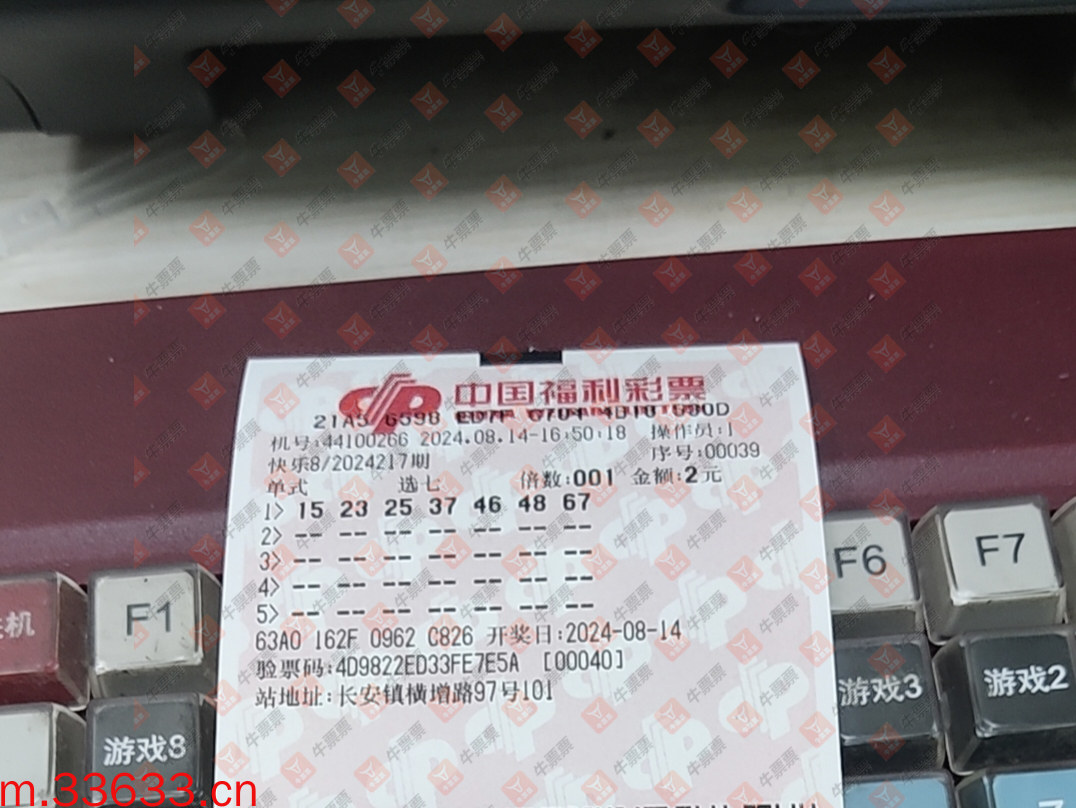 中国福利彩票
机号:44100266 2024.08.14-16:50:18 操作员:1
序号:00039
快乐8/2024217期
单式 选七 倍数:001 金额:2元
1> 15 23 25 37 46 48 67
2> -- -- -- -- -- -- --
3> -- -- -- -- -- -- --
4> -- -- -- -- -- -- --
5> -- -- -- -- -- -- --
63A0 162F 0962 C826 开奖日:2024-08-14
验票码:4D9822ED33FE7E5A [00040]
站地址:长安镇横增路97号101
F1
F6
F7
游戏8
游戏3
游戏2
牛票票
m.33633.cn